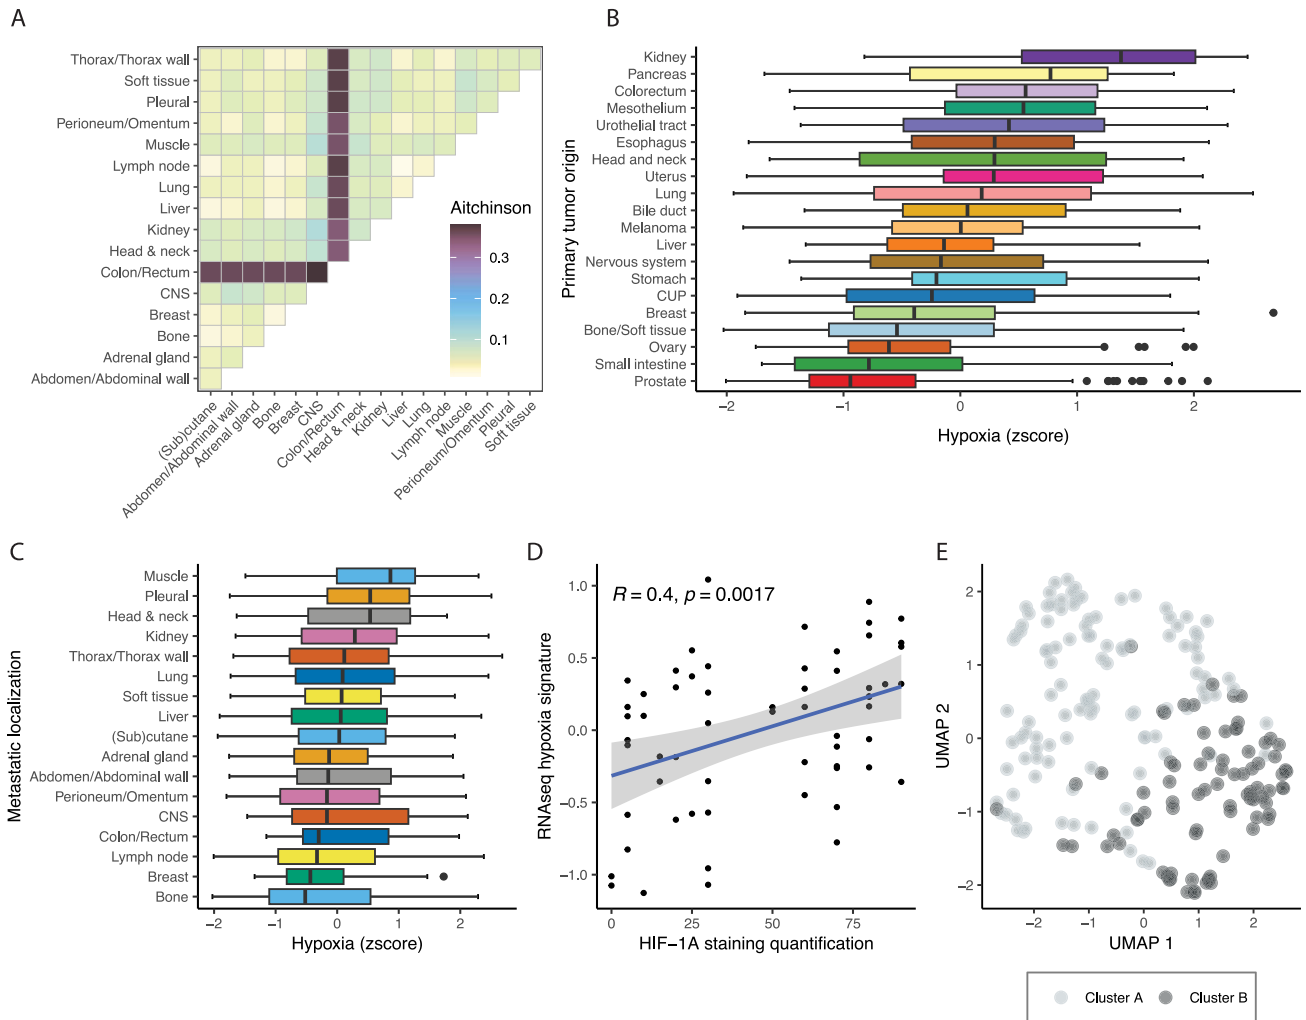 A
Thorax/Thorax wall
Soft tissue
Pleural
Perioneum/Omentum
Muscle
Lymph node
Lung
Liver
Kidney
Head & neck
Colon/Rectum
CNS
Breast
Bone
Adrenal gland
Abdomen/Abdominal wall
(Sub)cutane
Abdomen/Abdominal wall
Adrenal gland
Bone
Breast
CNS
Colon/Rectum
Head & neck
Kidney
Liver
Lung
Lymph node
Muscle
Perioneum/Omentum
Pleural
Soft tissue
Aitchinson
0.3
0.2
0.1
B
Primary tumor origin
Kidney
Pancreas
Colorectum
Mesothelium
Urothelial tract
Esophagus
Head and neck
Uterus
Lung
Bile duct
Melanoma
Liver
Nervous system
Stomach
CUP
Breast
Bone/Soft tissue
Ovary
Small intestine
Prostate
−2 −1 0 1 2
Hypoxia (zscore)
C
Metastatic localization
Muscle
Pleural
Head & neck
Kidney
Thorax/Thorax wall
Lung
Soft tissue
Liver
(Sub)cutane
Adrenal gland
Abdomen/Abdominal wall
Perioneum/Omentum
CNS
Colon/Rectum
Lymph node
Breast
Bone
−2 −1 0 1 2
Hypoxia (zscore)
D
RNAseq hypoxia signature
1.0
0.5
0.0
−0.5
−1.0
R = 0.4, p = 0.0017
0 25 50 75
HIF−1A staining quantification
E
UMAP 2
2
1
0
−1
−2
−2 −1 0 1 2
UMAP 1
Cluster A Cluster B